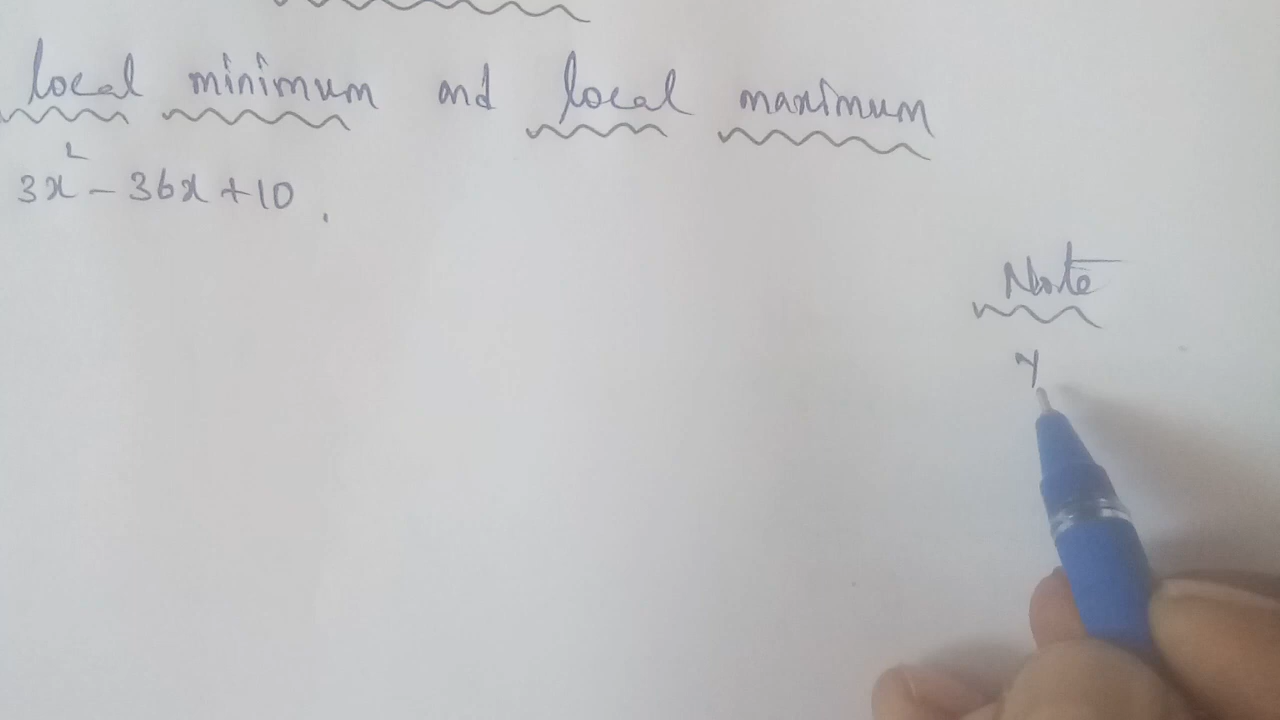 local minimum and local maximum
3x² - 36x + 10.
Note
y